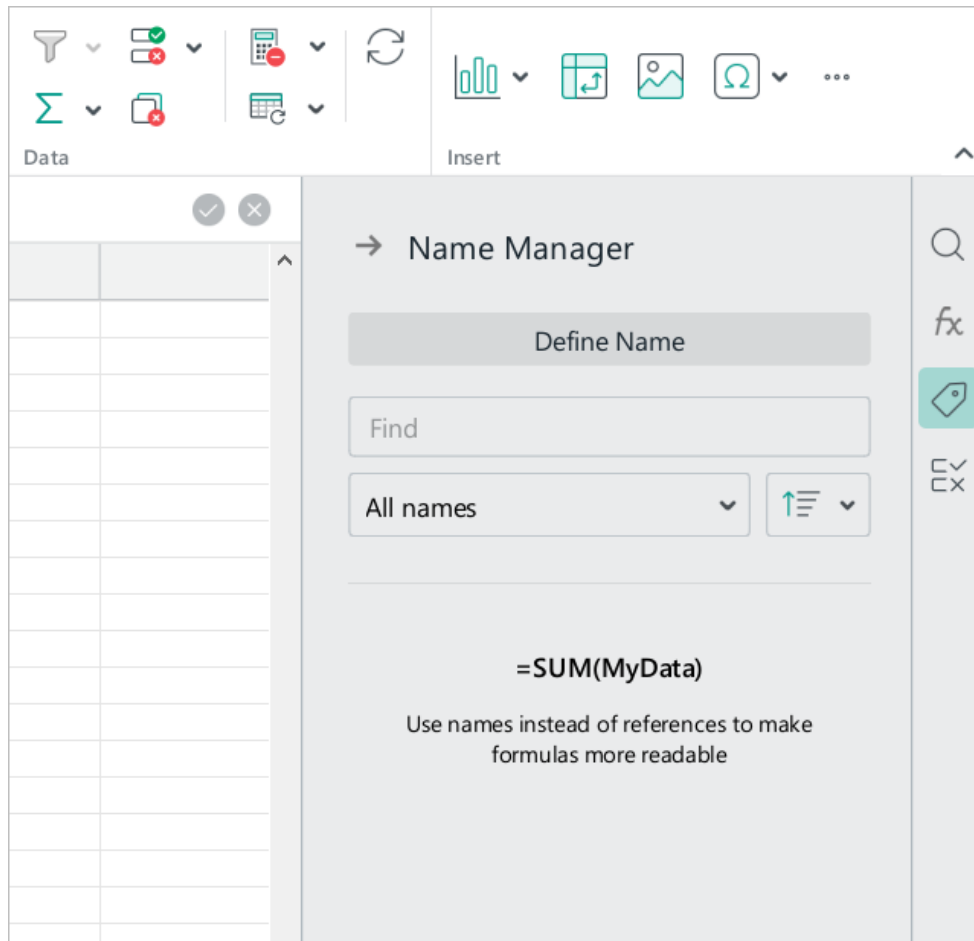 Data
Insert
Name Manager
Define Name
Find
All names
=SUM(MyData)
Use names instead of references to make
formulas more readable